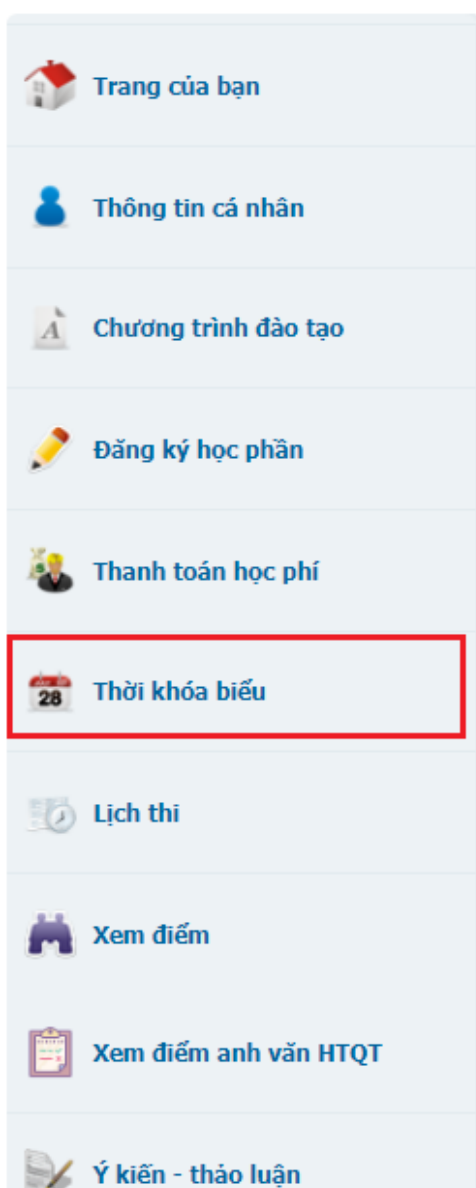 Trang của bạn
Thông tin cá nhân
A
Chương trình đào tạo
Đăng ký học phần
Thanh toán học phí
28
Thời khóa biểu
Lịch thi
Xem điểm
Xem điểm anh văn HTQT
Ý kiến - thảo luận